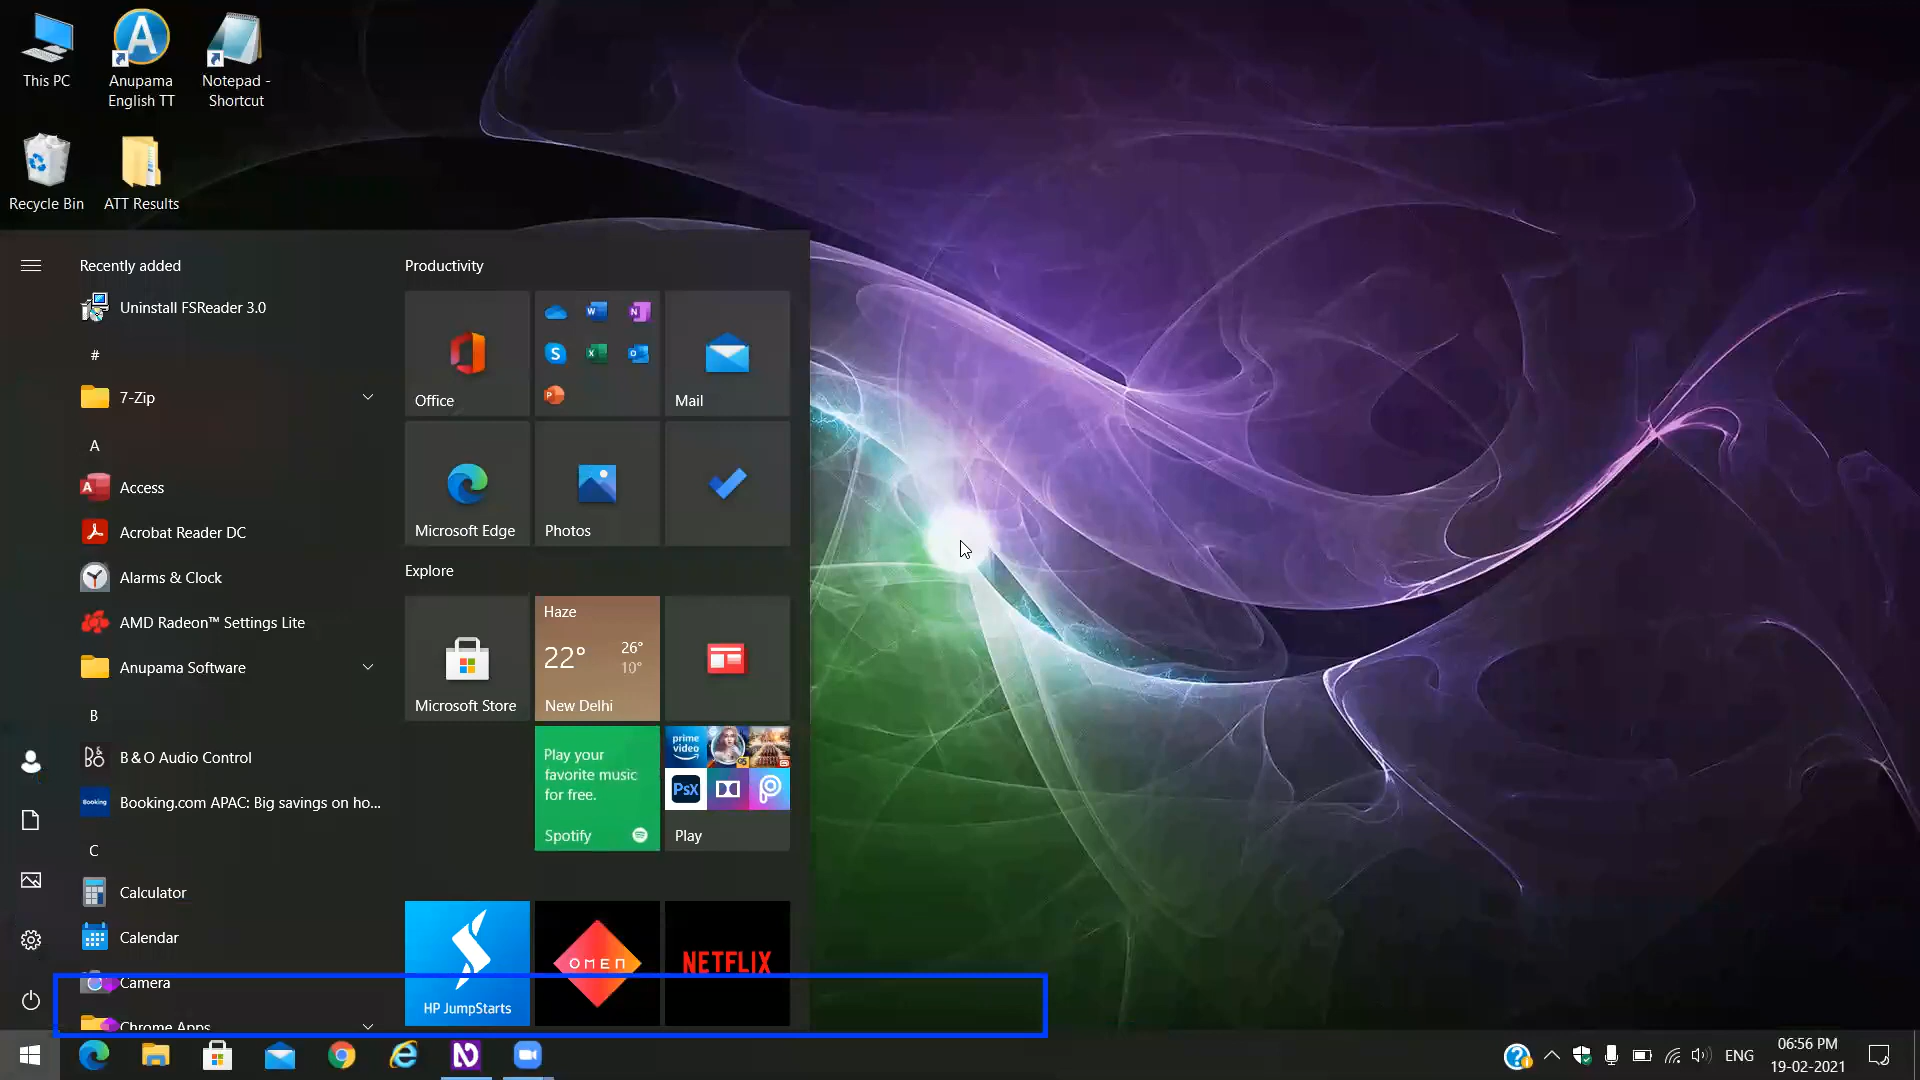 This PC
Anupama
English TT
Notepad -
Shortcut
Recycle Bin
ATT Results
Recently added
Uninstall FSReader 3.0
#
7-Zip
A
Access
Acrobat Reader DC
Alarms & Clock
AMD Radeon™ Settings Lite
Anupama Software
B
B&O Audio Control
Booking.com APAC: Big savings on ho...
C
Calculator
Calendar
Camera
Chrome Apps
Productivity
Office
Mail
Microsoft Edge
Photos
Explore
Microsoft Store
Haze
22°
26°
10°
New Delhi
Play your
favorite music
for free.
Spotify
prime
video
PsX
Play
HP JumpStarts
OMEN
NETFLIX
ENG
06:56 PM
19-02-2021